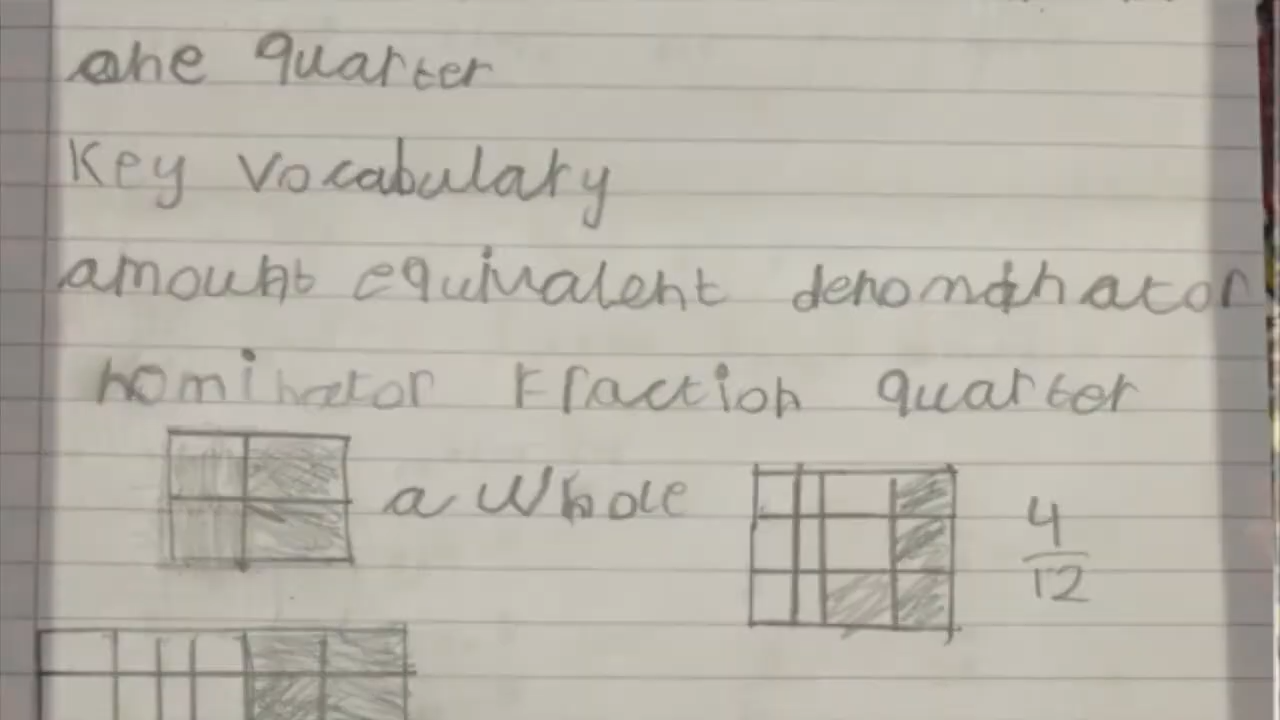 one quarter
Key vocabulary
amount equivalent denominator
nominator Fraction quarter
a whole
4
12